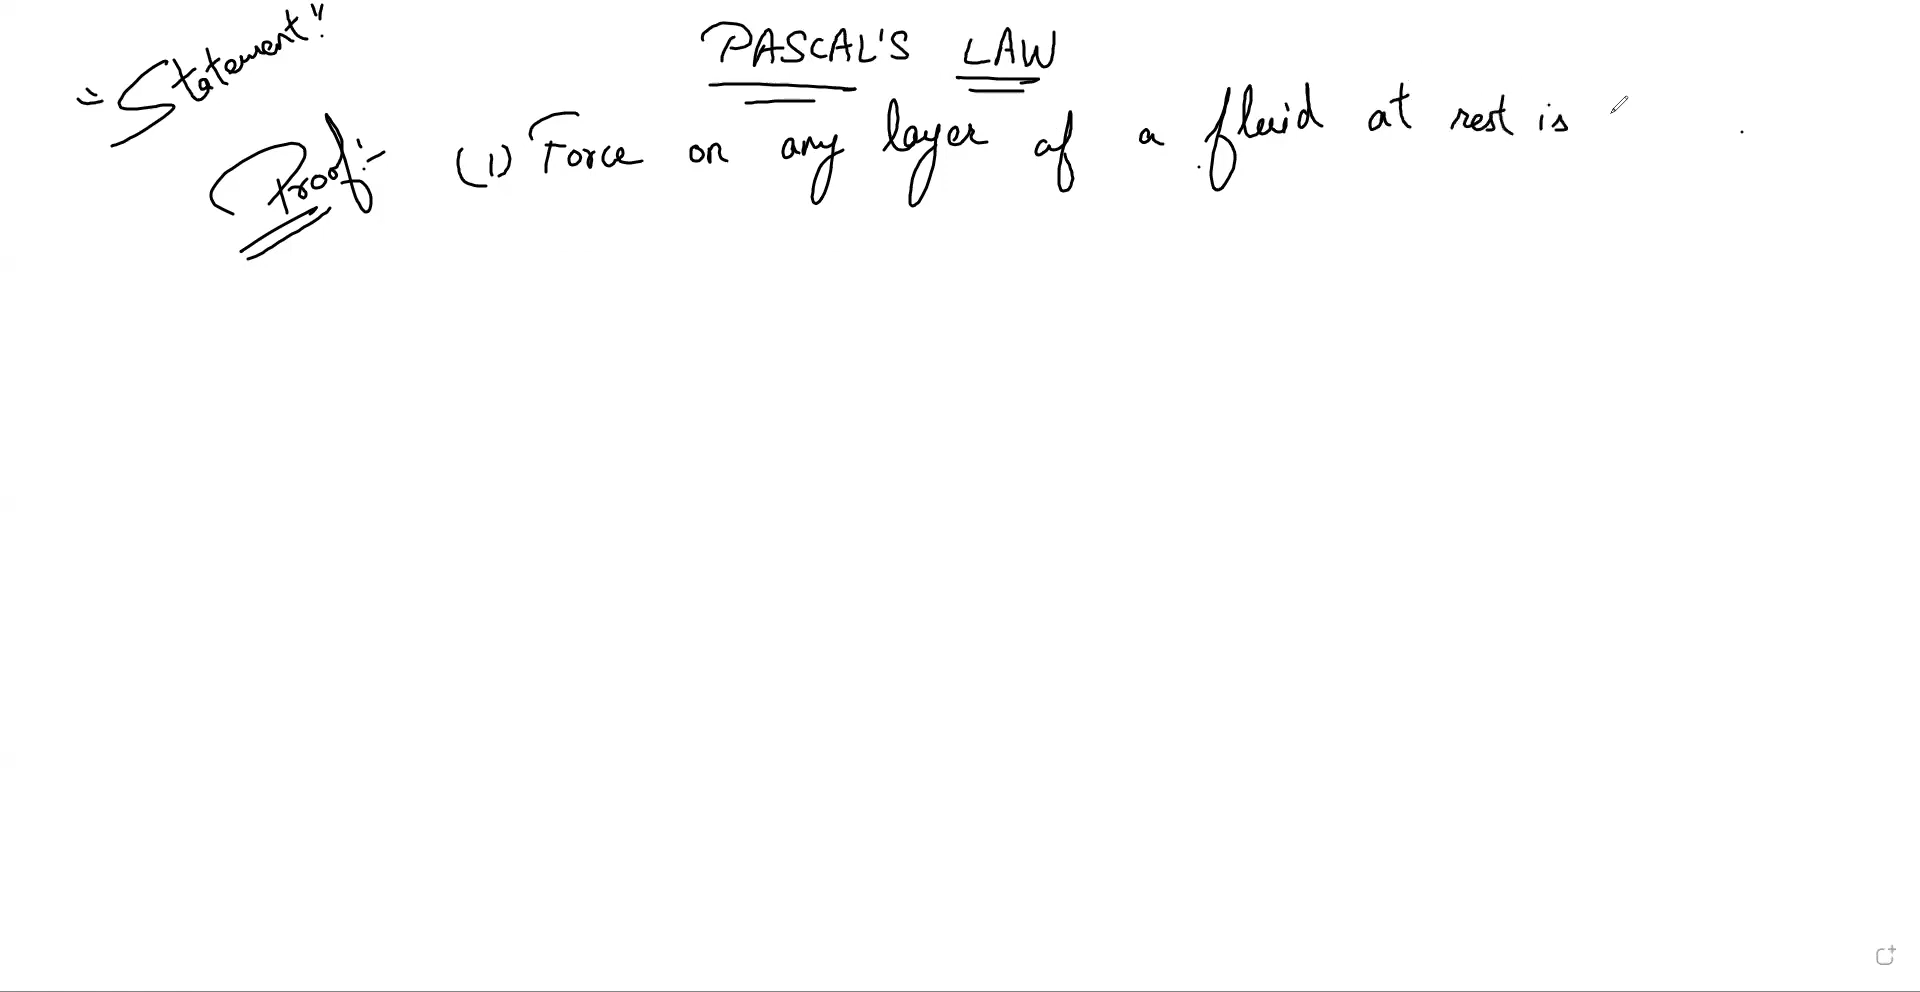 "Statement"
PASCAL'S LAW
Proof:- (1) Force on any layer of a fluid at rest is